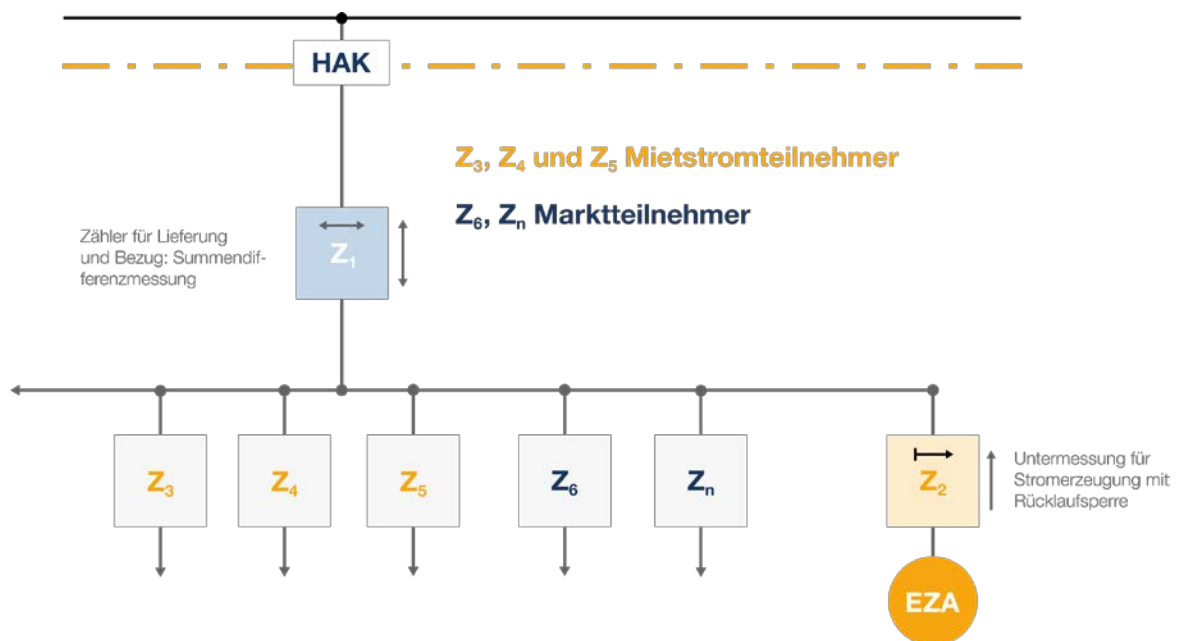 HAK
Z₃, Z₄ und Z₅ Mietstromteilnehmer
Z₆, Zₙ Marktteilnehmer
Zähler für Lieferung
und Bezug: Summendif-
ferenzmessung
Z₁
Z₃
Z₄
Z₅
Z₆
Zₙ
Z₂
Untermessung für
Stromerzeugung mit
Rücklaufsperre
EZA